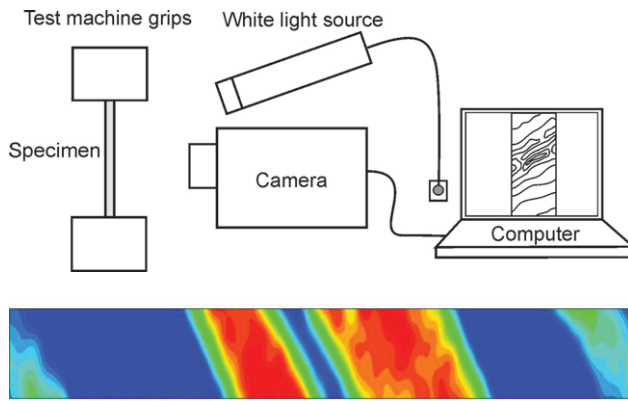 Test machine grips
White light source
Specimen
Camera
Computer